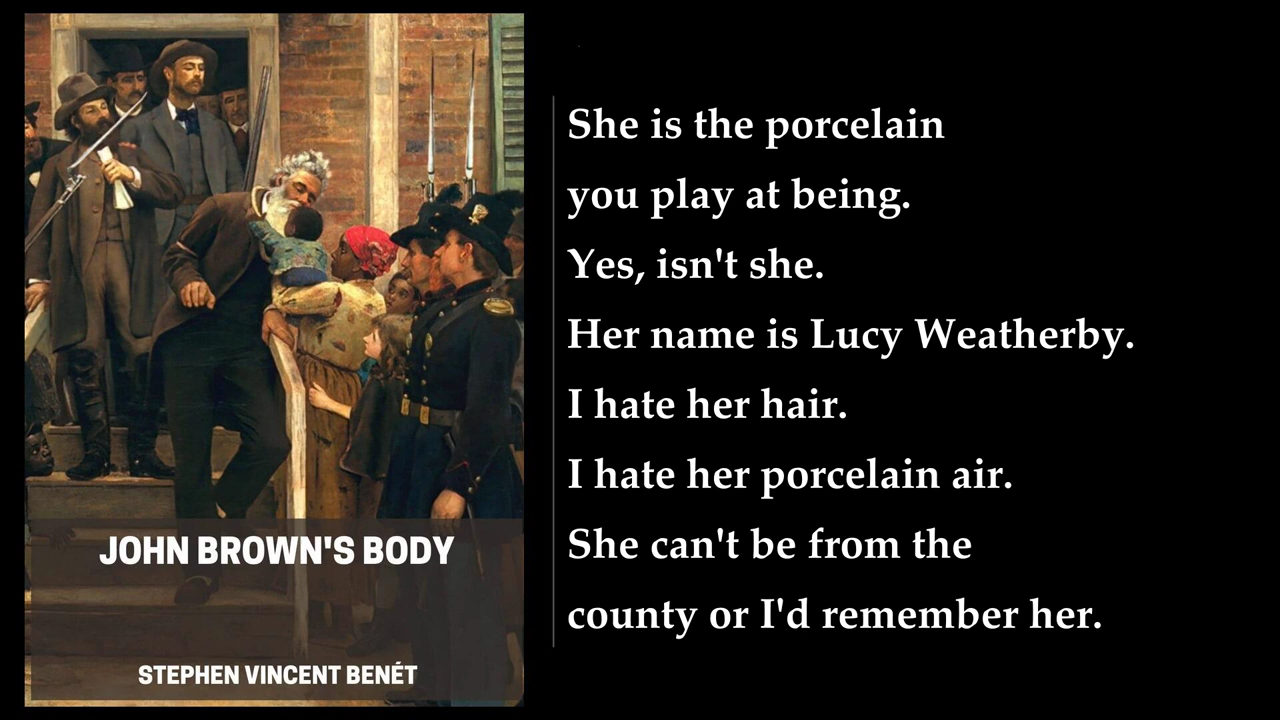 JOHN BROWN'S BODY
STEPHEN VINCENT BENÉT
She is the porcelain
you play at being.
Yes, isn't she.
Her name is Lucy Weatherby.
I hate her hair.
I hate her porcelain air.
She can't be from the
county or I'd remember her.